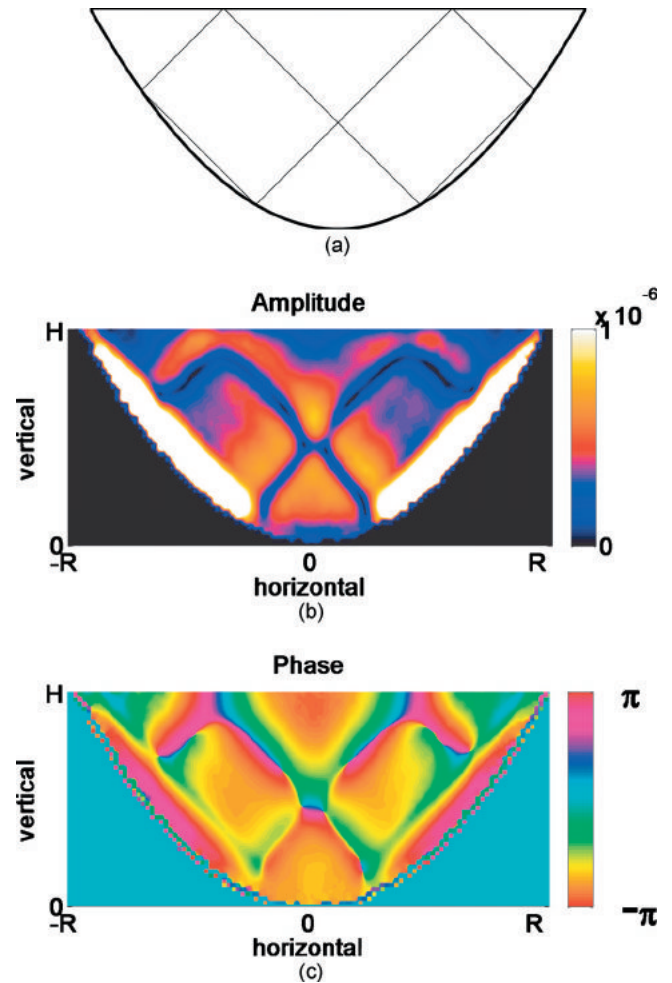 (a)
Amplitude
x 10^-6
H
1
vertical
0
0
-R
0
R
horizontal
(b)
Phase
H
π
vertical
0
-π
-R
0
R
horizontal
(c)